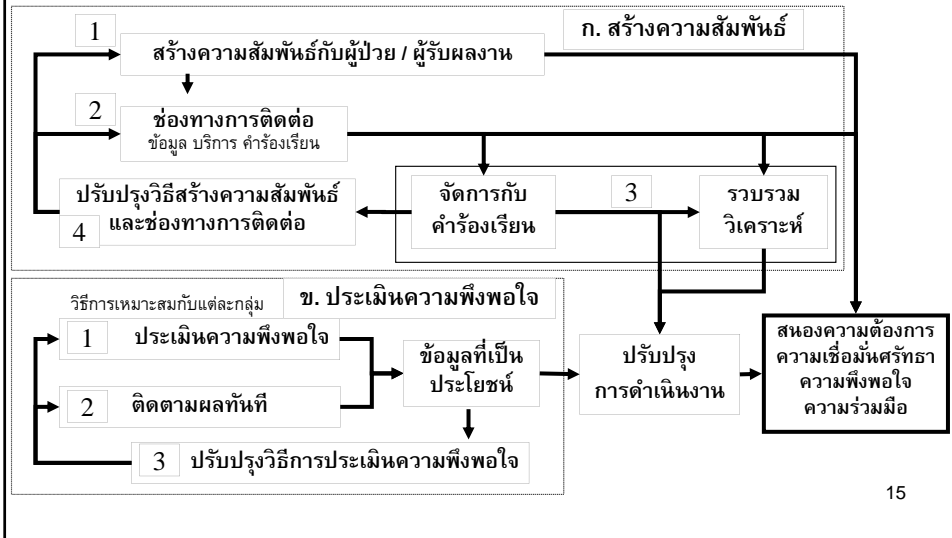 ก. สร้างความสัมพันธ์
1
สร้างความสัมพันธ์กับผู้ป่วย / ผู้รับผลงาน
2
ช่องทางการติดต่อ
ข้อมูล บริการ คำร้องเรียน
ปรับปรุงวิธีสร้างความสัมพันธ์
4 และช่องทางการติดต่อ
จัดการกับ
คำร้องเรียน
3
รวบรวม
วิเคราะห์
ข. ประเมินความพึงพอใจ
วิธีการเหมาะสมกับแต่ละกลุ่ม
1 ประเมินความพึงพอใจ
2 ติดตามผลทันที
ข้อมูลที่เป็น
ประโยชน์
3 ปรับปรุงวิธีการประเมินความพึงพอใจ
ปรับปรุง
การดำเนินงาน
สนองความต้องการ
ความเชื่อมั่นศรัทธา
ความพึงพอใจ
ความร่วมมือ
15